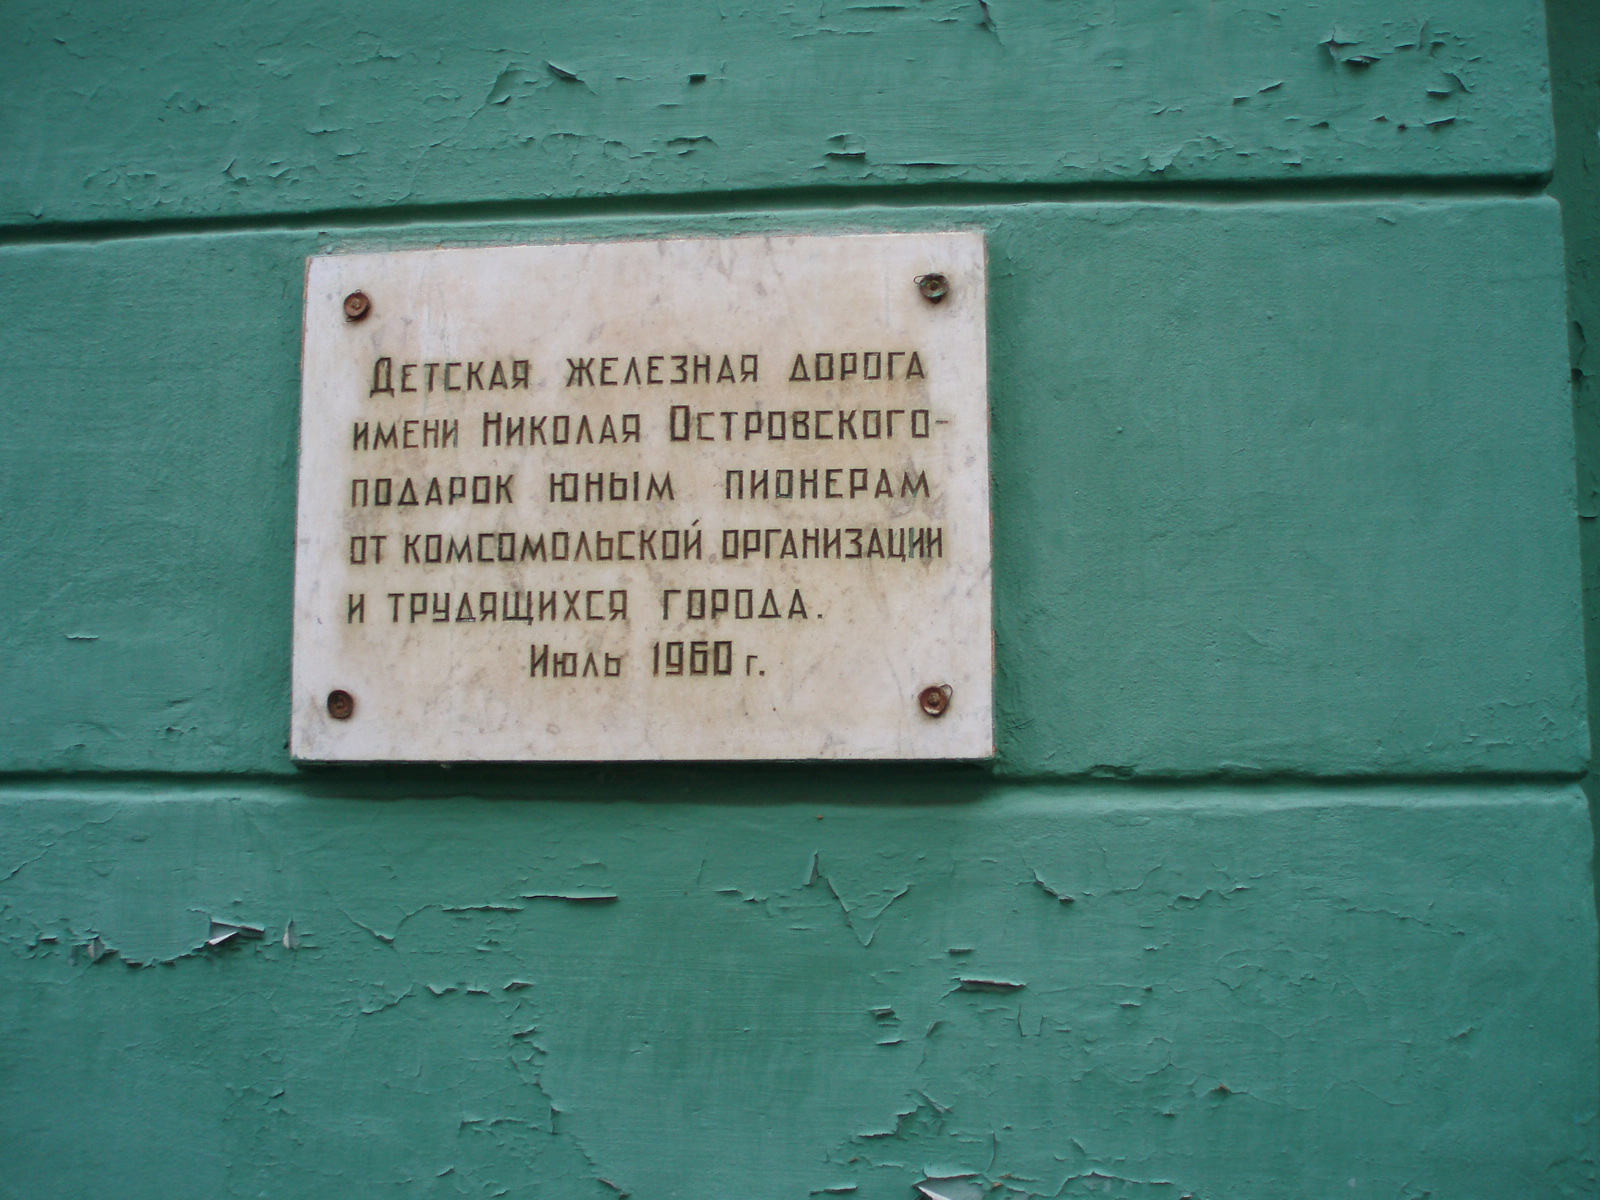 Детская железная дорога
имени Николая Островского-
подарок юным пионерам
от комсомольской организации
и трудящихся города.
Июль 1960 г.